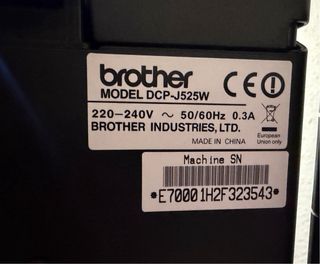 brother
MODEL DCP-J525W
220-240V ~ 50/60Hz 0.3A
BROTHER INDUSTRIES, LTD.
MADE IN CHINA
CE
European
Union only
Machine SN
*E70001H2F323543*